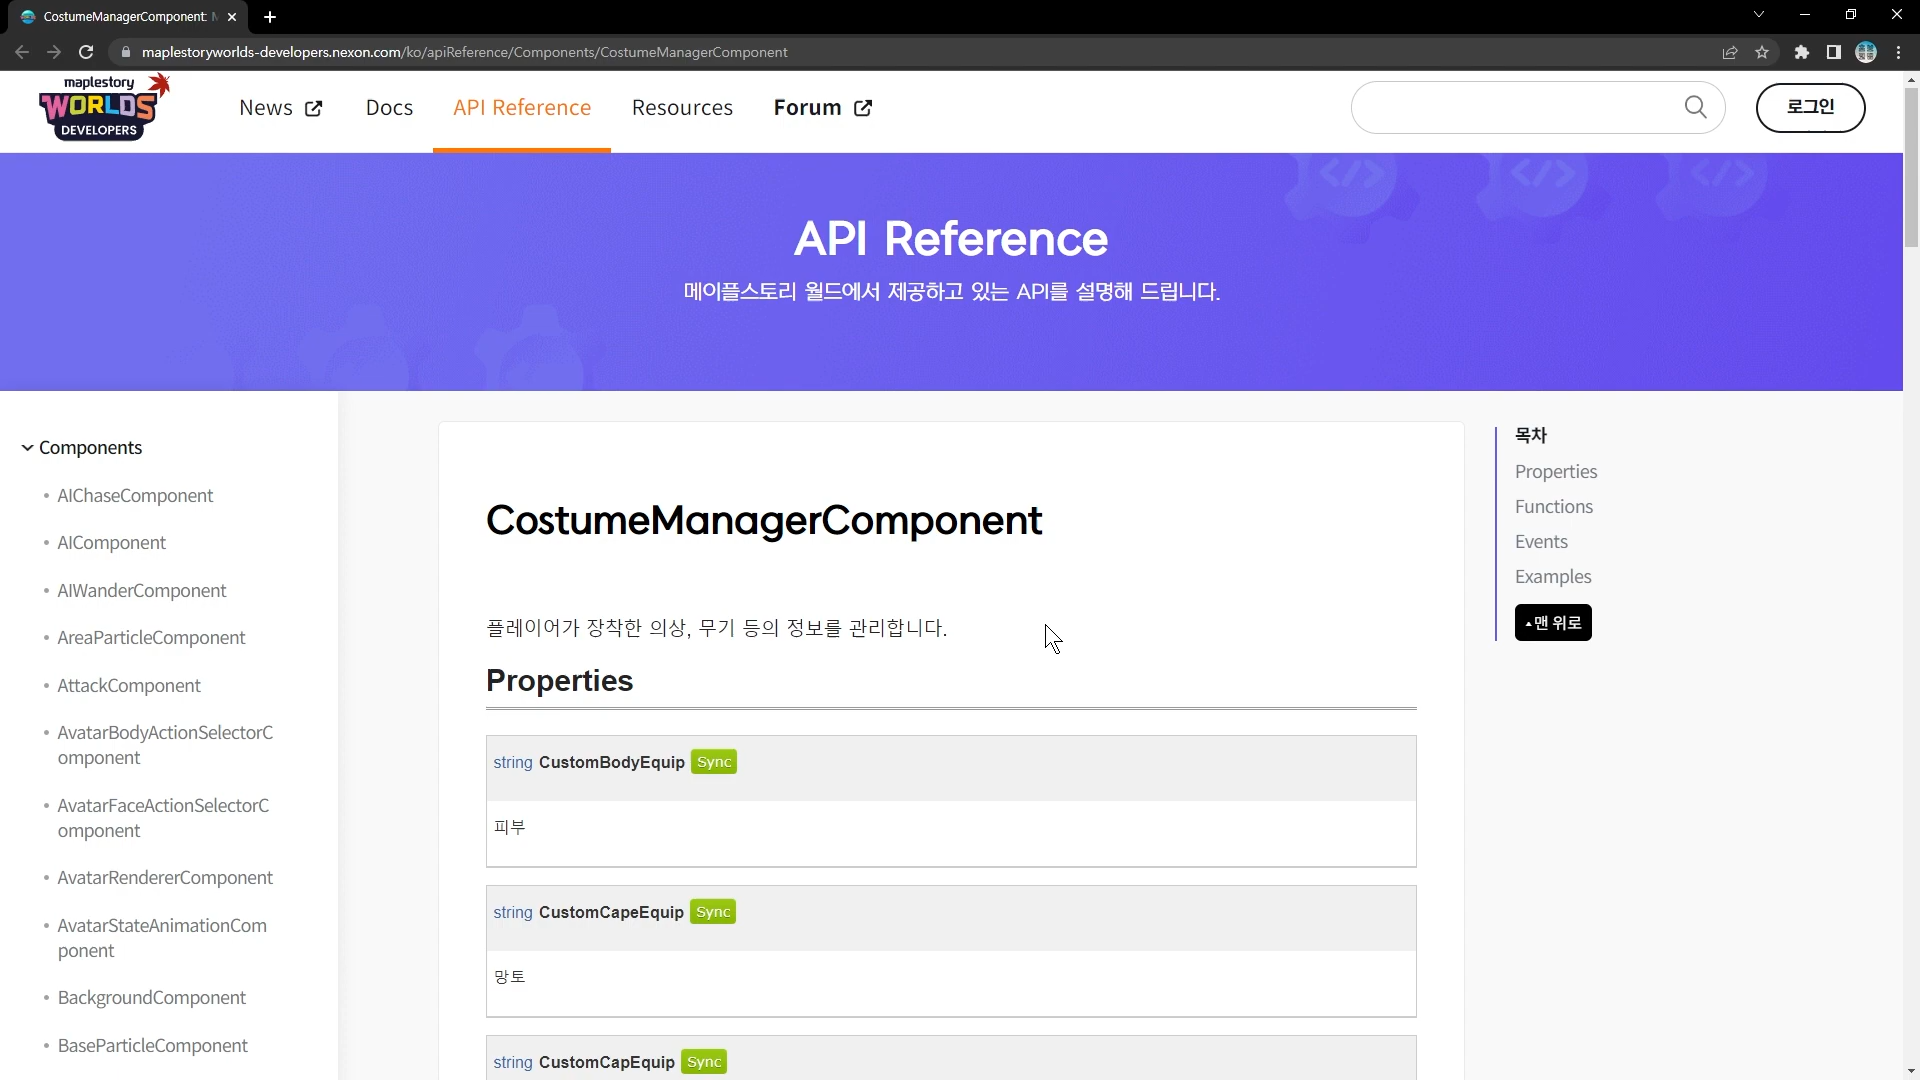 CostumeManagerComponent:
maplestoryworlds-developers.nexon.com/ko/apiReference/Components/CostumeManagerComponent
maplestory
WORLDS
DEVELOPERS
News
Docs
API Reference
Resources
Forum
로그인
API Reference
메이플스토리 월드에서 제공하고 있는 API를 설명해 드립니다.
Components
• AIChaseComponent
• AIComponent
• AIWanderComponent
• AreaParticleComponent
• AttackComponent
• AvatarBodyActionSelectorC
omponent
• AvatarFaceActionSelectorC
omponent
• AvatarRendererComponent
• AvatarStateAnimationCom
ponent
• BackgroundComponent
• BaseParticleComponent
CostumeManagerComponent
플레이어가 장착한 의상, 무기 등의 정보를 관리합니다.
Properties
string CustomBodyEquip Sync
피부
string CustomCapeEquip Sync
망토
string CustomCapEquip Sync
목차
Properties
Functions
Events
Examples
▴맨 위로